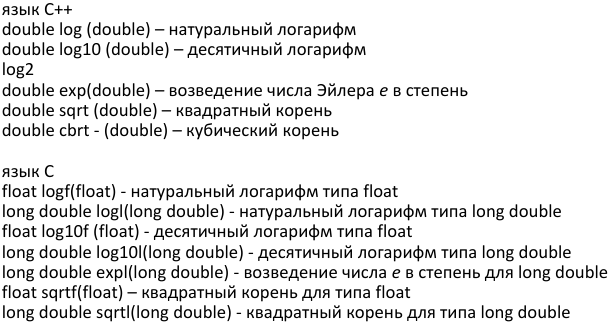 язык C++
double log (double) – натуральный логарифм
double log10 (double) – десятичный логарифм
log2
double exp(double) – возведение числа Эйлера e в степень
double sqrt (double) – квадратный корень
double cbrt - (double) – кубический корень

язык C
float logf(float) - натуральный логарифм типа float
long double logl(long double) - натуральный логарифм типа long double
float log10f (float) - десятичный логарифм типа float
long double log10l(long double) - десятичный логарифм типа long double
long double expl(long double) - возведение числа e в степень для long double
float sqrtf(float) – квадратный корень для типа float
long double sqrtl(long double) - квадратный корень для типа long double